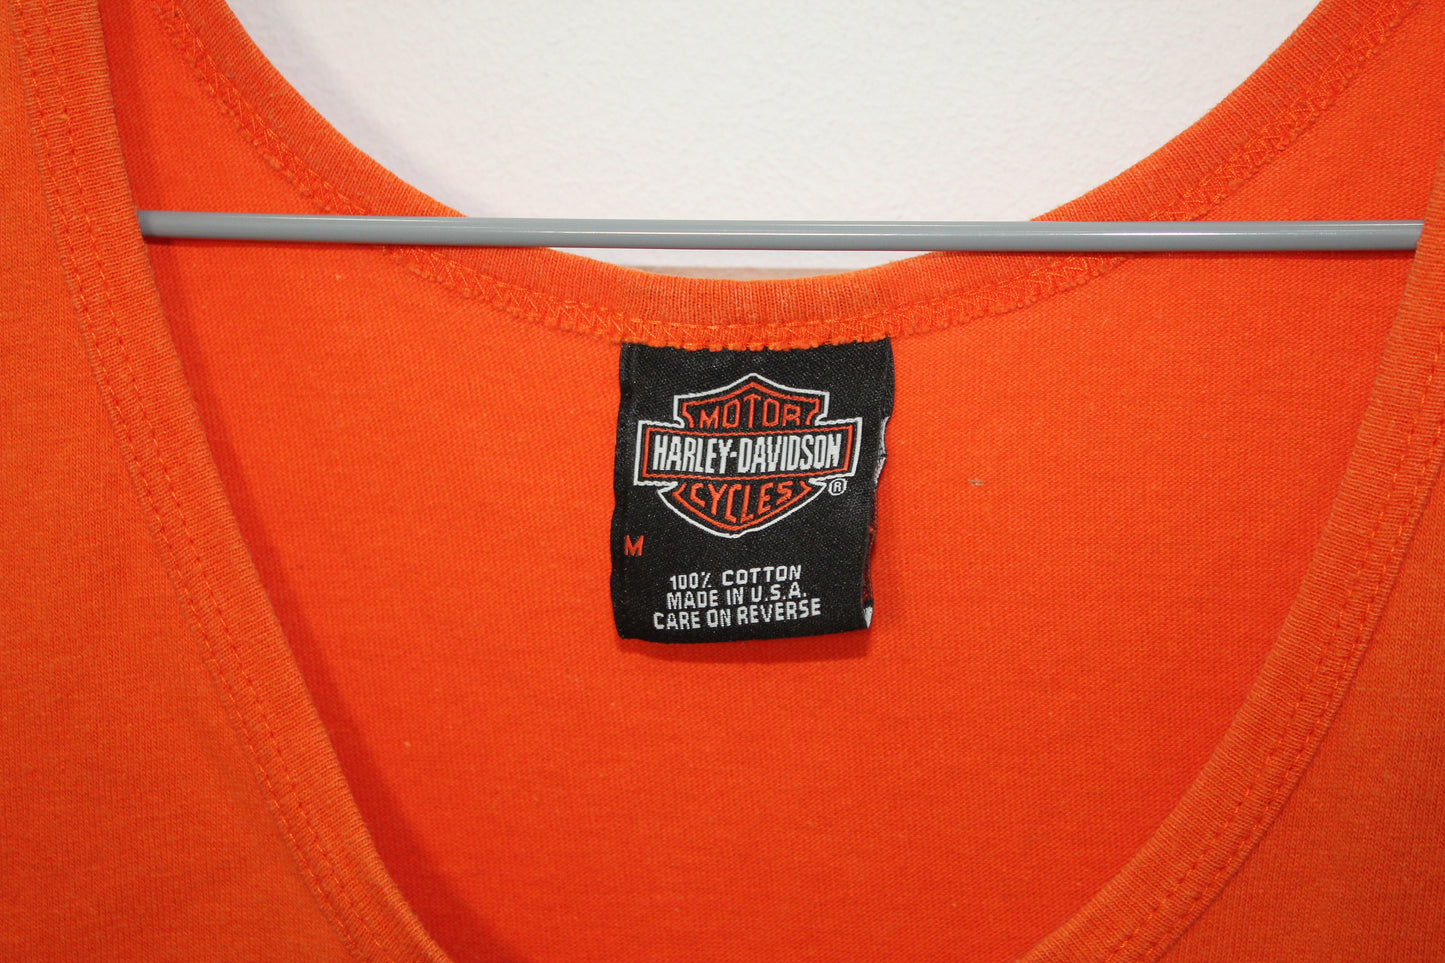 MOTOR
HARLEY-DAVIDSON
CYCLES ®
M
100% COTTON
MADE IN U.S.A.
CARE ON REVERSE